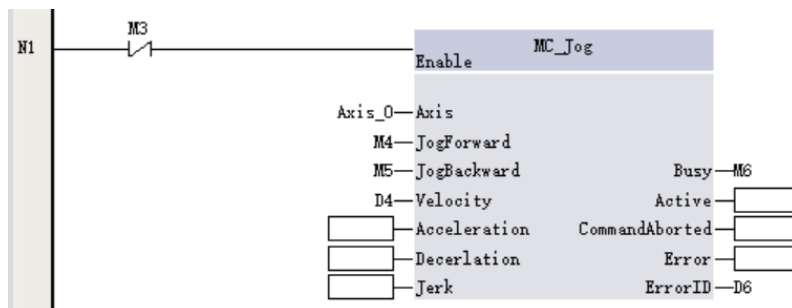 M3
N1
MC_Jog
Enable
Axis_0 Axis
M4 JogForward
M5 JogBackward Busy M6
D4 Velocity Active
Acceleration CommandAborted
Decerlation Error
Jerk ErrorID D6